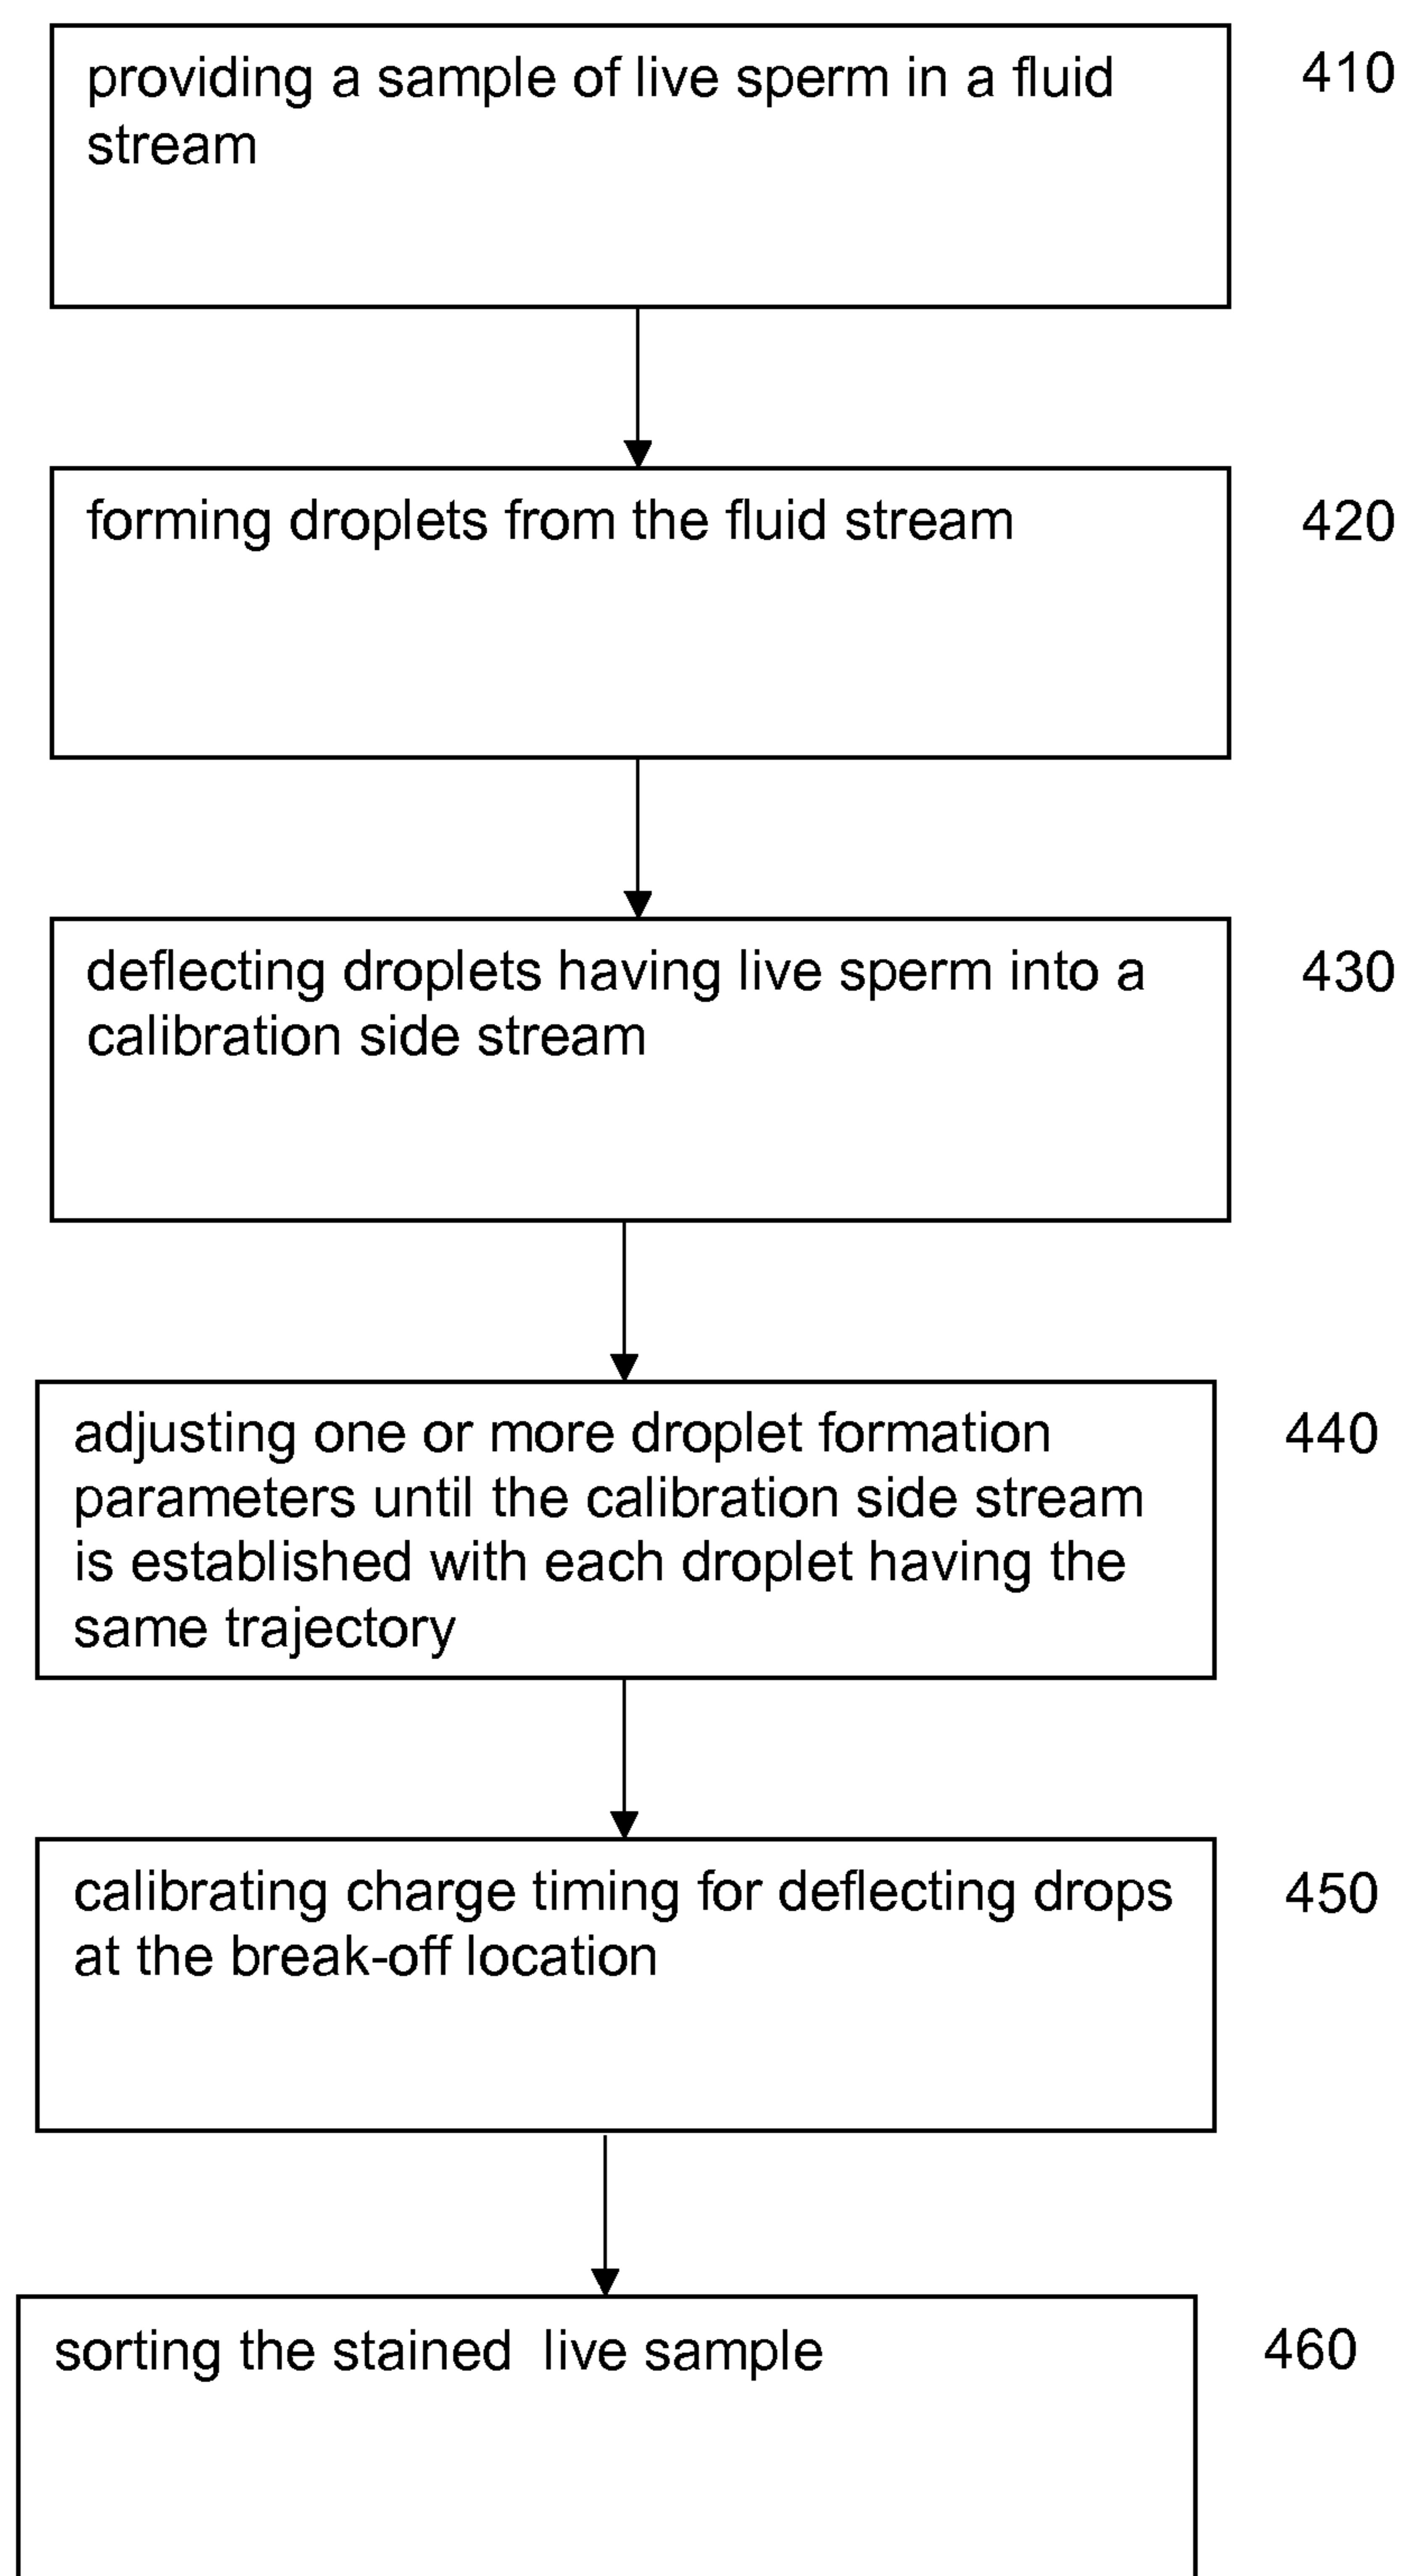 providing a sample of live sperm in a fluid
stream
410
forming droplets from the fluid stream
420
deflecting droplets having live sperm into a
calibration side stream
430
adjusting one or more droplet formation
parameters until the calibration side stream
is established with each droplet having the
same trajectory
440
calibrating charge timing for deflecting drops
at the break-off location
450
sorting the stained  live sample
460